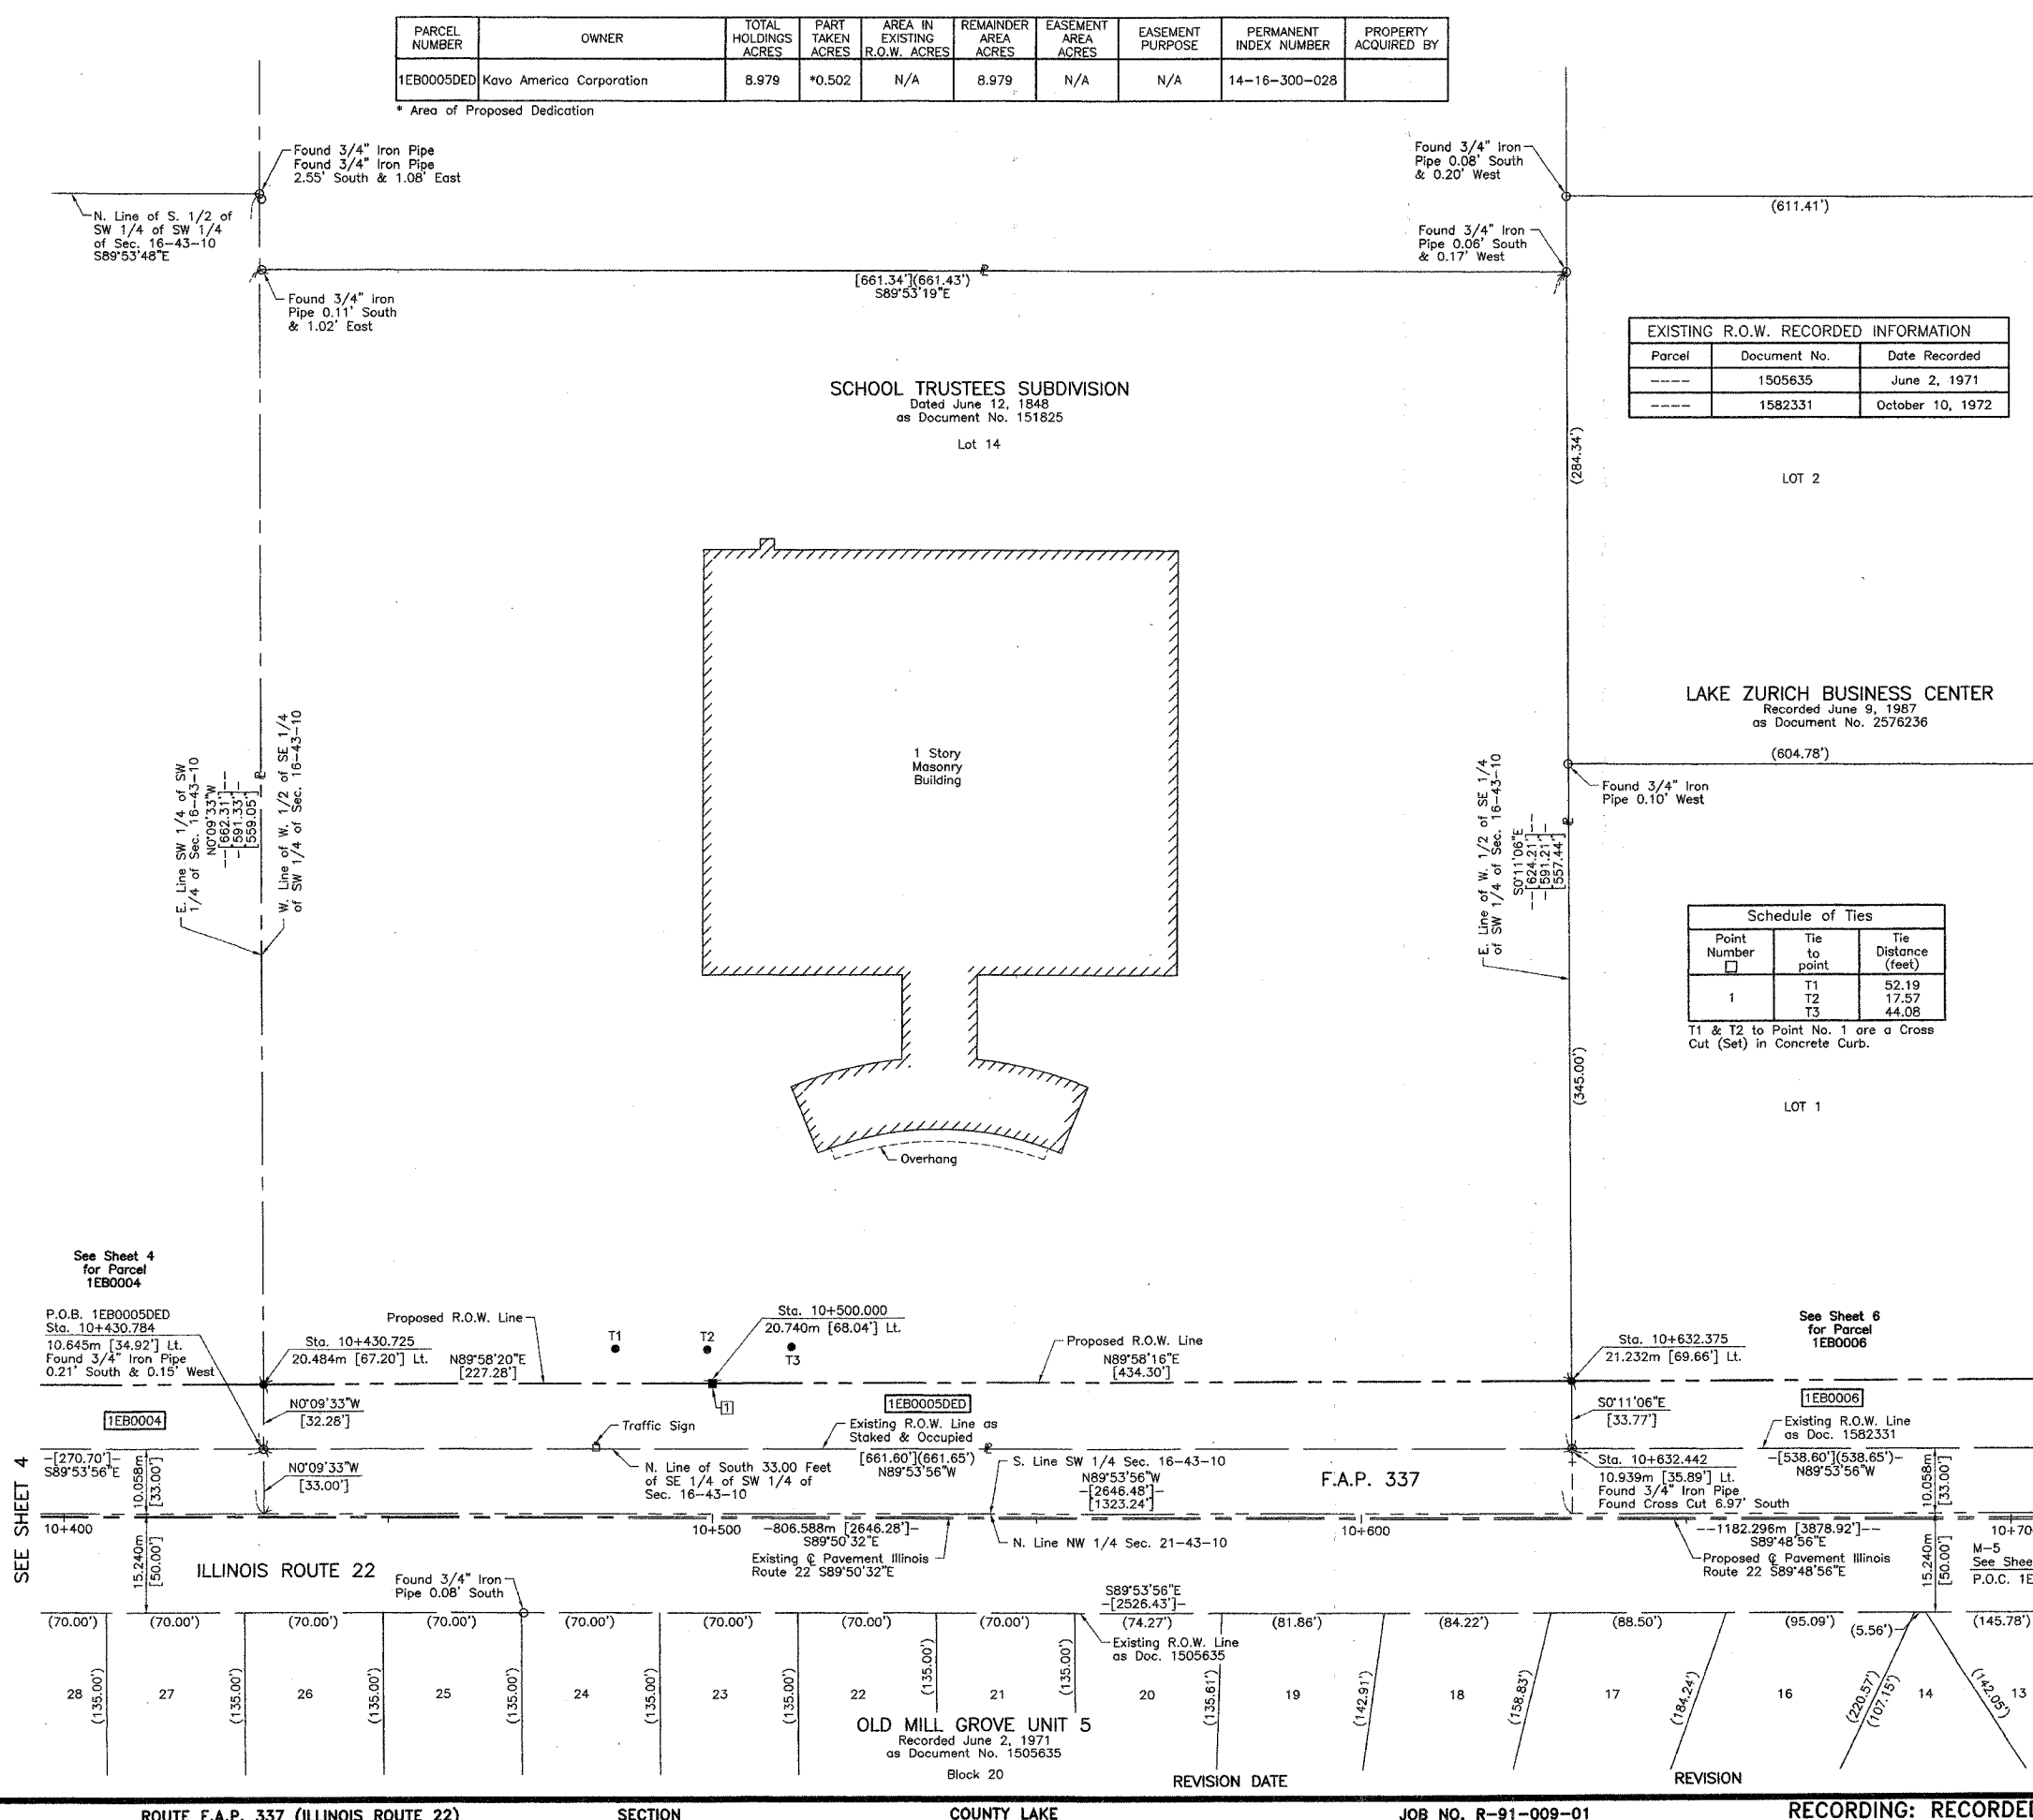 PARCEL NUMBER
OWNER
TOTAL HOLDINGS ACRES
PART TAKEN ACRES
AREA IN EXISTING R.O.W. ACRES
REMAINDER AREA ACRES
EASEMENT AREA ACRES
EASEMENT PURPOSE
PERMANENT INDEX NUMBER
PROPERTY ACQUIRED BY
1EB0005DED Kavo America Corporation 8.979 *0.502 N/A 8.979 N/A N/A 14-16-300-028
* Area of Proposed Dedication
Found 3/4" Iron Pipe
Found 3/4" Iron Pipe
2.55' South & 1.08' East
N. Line of S. 1/2 of
SW 1/4 of SW 1/4
of Sec. 16-43-10
S89°53'48"E
Found 3/4" Iron
Pipe 0.11' South
& 1.02' East
[661.34'](661.43')
S89°53'19"E
Found 3/4" Iron
Pipe 0.08' South
& 0.20' West
(611.41')
Found 3/4" Iron
Pipe 0.06' South
& 0.17' West
EXISTING R.O.W. RECORDED INFORMATION
Parcel Document No. Date Recorded
---- 1505635 June 2, 1971
---- 1582331 October 10, 1972
SCHOOL TRUSTEES SUBDIVISION
Dated June 12, 1848
as Document No. 151825
Lot 14
(284.34')
LOT 2
1 Story
Masonry
Building
LAKE ZURICH BUSINESS CENTER
Recorded June 9, 1987
as Document No. 2576236
(604.78')
Found 3/4" Iron
Pipe 0.10' West
E. Line SW 1/4 of SW
1/4 of Sec. 16-43-10
N0°09'33"W
--[662.31']--
-[591.33']-
[559.05']
W. Line of W. 1/2 of SE 1/4
of SW 1/4 of Sec. 16-43-10
E. Line of W. 1/2 of SE 1/4
of SW 1/4 of Sec. 16-43-10
S0°11'06"E
--[624.21']--
-[591.21']-
[557.44']
Schedule of Ties
Point Number
Tie to point
Tie Distance (feet)
1
T1 52.19
T2 17.57
T3 44.08
T1 & T2 to Point No. 1 are a Cross
Cut (Set) in Concrete Curb.
(345.00')
LOT 1
Overhang
See Sheet 4
for Parcel
1EB0004
P.O.B. 1EB0005DED
Sta. 10+430.784
10.645m [34.92'] Lt.
Found 3/4" Iron Pipe
0.21' South & 0.15' West
Sta. 10+430.725
20.484m [67.20'] Lt.
Proposed R.O.W. Line
N89°58'20"E
[227.28']
T1
T2
T3
Sta. 10+500.000
20.740m [68.04'] Lt.
Proposed R.O.W. Line
N89°58'16"E
[434.30']
Sta. 10+632.375
21.232m [69.66'] Lt.
See Sheet 6
for Parcel
1EB0006
1EB0004
N0°09'33"W
[32.28']
1
1EB0005DED
S0°11'06"E
[33.77']
1EB0006
Traffic Sign
Existing R.O.W. Line as
Staked & Occupied
Existing R.O.W. Line
as Doc. 1582331
-[270.70']-
S89°53'56"E
10.058m
[33.00']
N0°09'33"W
[33.00']
N. Line of South 33.00 Feet
of SE 1/4 of SW 1/4 of
Sec. 16-43-10
[661.60'](661.65')
N89°53'56"W
S. Line SW 1/4 Sec. 16-43-10
N89°53'56"W
-[2646.48']-
[1323.24']
F.A.P. 337
Sta. 10+632.442
10.939m [35.89'] Lt.
Found 3/4" Iron Pipe
Found Cross Cut 6.97' South
-[538.60'](538.65')-
N89°53'56"W
10.058m
[33.00']
SEE SHEET 4
10+400
10+500
-806.588m [2646.28']-
S89°50'32"E
10+600
--1182.296m [3878.92']--
S89°48'56"E
10+70
15.240m
[50.00']
ILLINOIS ROUTE 22
Existing ℄ Pavement Illinois
Route 22 S89°50'32"E
N. Line NW 1/4 Sec. 21-43-10
Proposed ℄ Pavement Illinois
Route 22 S89°48'56"E
15.240m
[50.00']
M-5
See Shee
P.O.C. 1E
Found 3/4" Iron
Pipe 0.08' South
S89°53'56"E
-[2526.43']-
(70.00') (70.00') (70.00') (70.00') (70.00') (70.00') (70.00') (70.00') (74.27') (81.86') (84.22') (88.50') (95.09') (5.56') (145.78')
Existing R.O.W. Line
as Doc. 1505635
28 (135.00') 27 (135.00') 26 (135.00') 25 (135.00') 24 (135.00') 23 (135.00') 22 (135.00') 21 (135.00') 20 (135.61') 19 (142.91') 18 (158.83') 17 (184.24') 16 (220.57') (107.15') 14 (142.05') 13
OLD MILL GROVE UNIT 5
Recorded June 2, 1971
as Document No. 1505635
Block 20
REVISION DATE
REVISION
ROUTE F.A.P. 337 (ILLINOIS ROUTE 22) SECTION COUNTY LAKE JOB NO. R-91-009-01 RECORDING: RECORDED